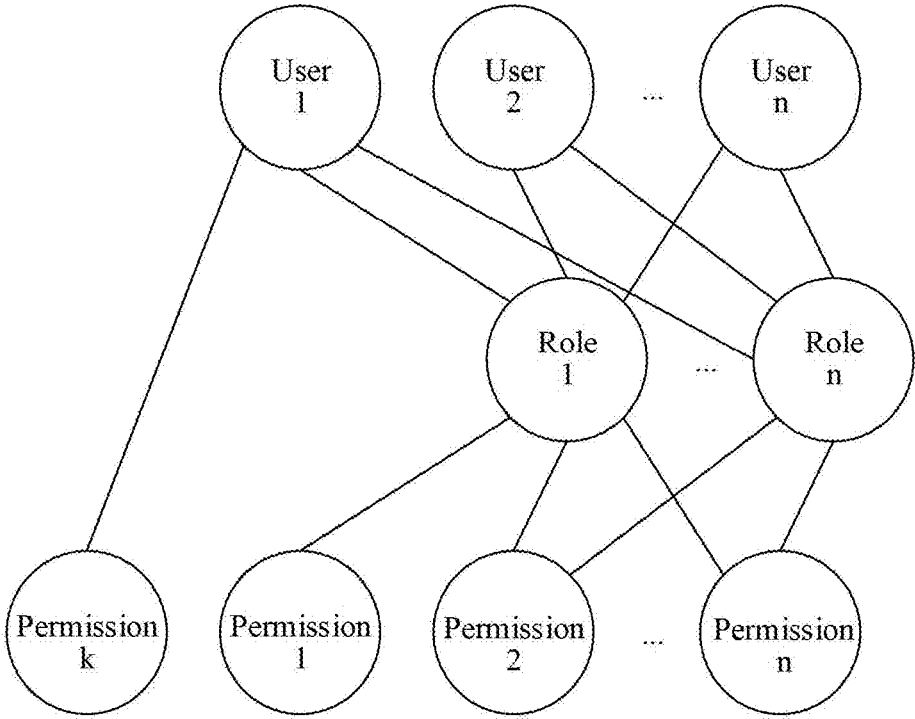 User
1
User
2
...
User
n
Role
1
...
Role
n
Permission
k
Permission
1
Permission
2
...
Permission
n